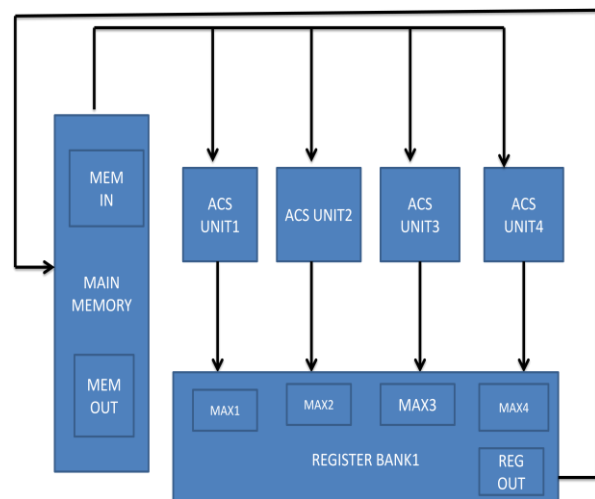 MEM
IN
MAIN
MEMORY
MEM
OUT
ACS
UNIT1
ACS UNIT2
ACS
UNIT3
ACS
UNIT4
MAX1
MAX2
MAX3
MAX4
REGISTER BANK1
REG
OUT